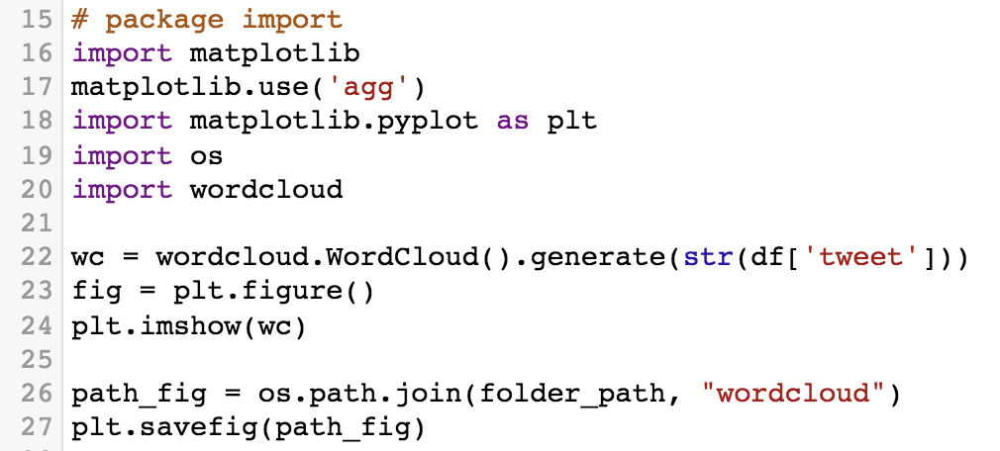 15 # package import
16 import matplotlib
17 matplotlib.use('agg')
18 import matplotlib.pyplot as plt
19 import os
20 import wordcloud
21
22 wc = wordcloud.WordCloud().generate(str(df['tweet']))
23 fig = plt.figure()
24 plt.imshow(wc)
25
26 path_fig = os.path.join(folder_path, "wordcloud")
27 plt.savefig(path_fig)